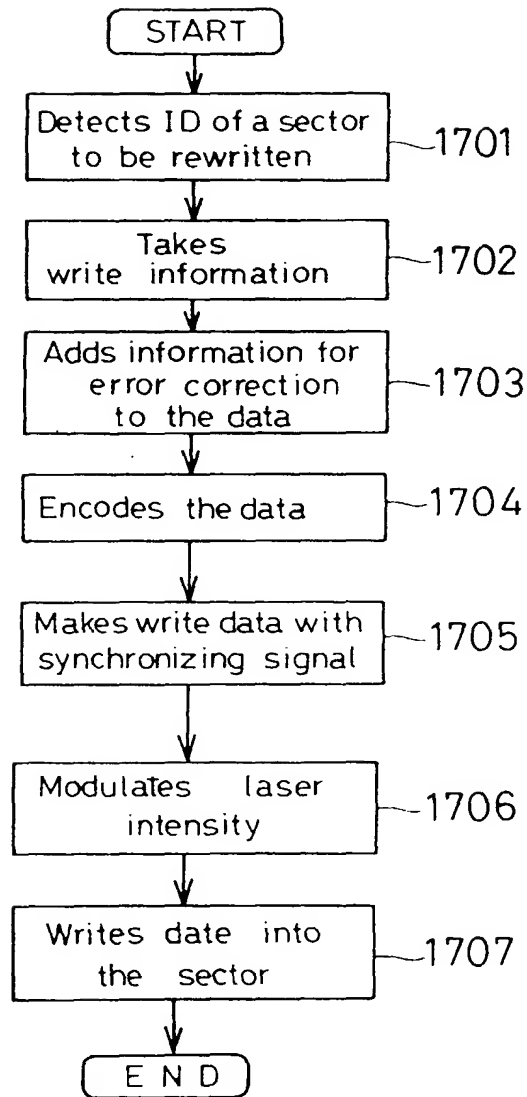 START
Detects ID of a sector
to be rewritten
1701
Takes
write information
1702
Adds information for
error correction
to the data
1703
Encodes the data
1704
Makes write data with
synchronizing signal
1705
Modulates laser
intensity
1706
Writes date into
the sector
1707
END